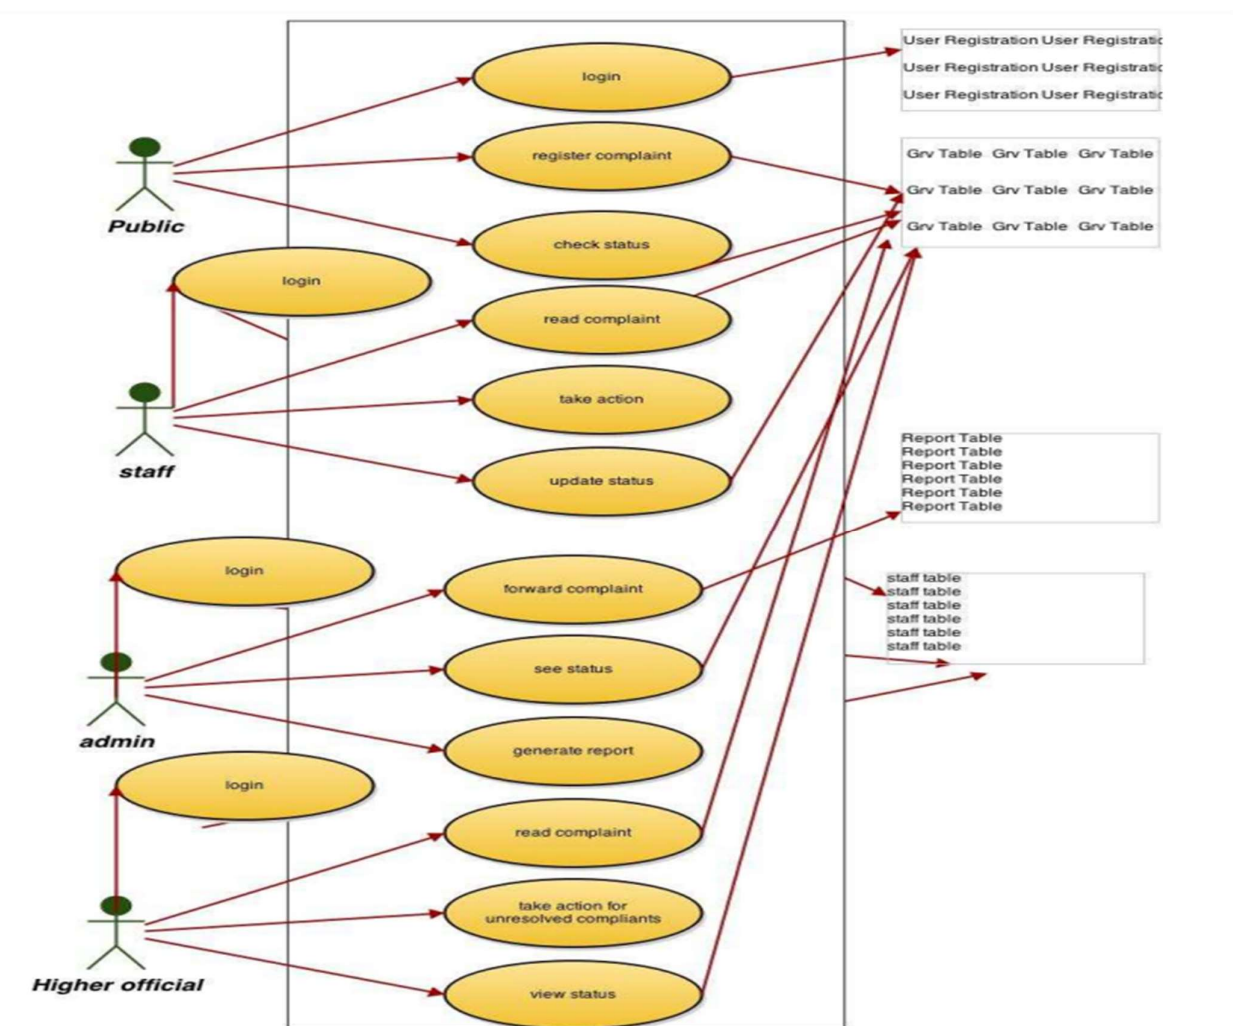 login
User Registration User Registratic
User Registration User Registratic
User Registration User Registratic
register complaint
Grv Table Grv Table Grv Table
Grv Table Grv Table Grv Table
Grv Table Grv Table Grv Table
Public
check status
login
read complaint
take action
staff
update status
Report Table
Report Table
Report Table
Report Table
Report Table
Report Table
login
forward complaint
staff table
staff table
staff table
staff table
staff table
staff table
see status
admin
generate report
login
read complaint
take action for
unresolved compliants
Higher official
view status